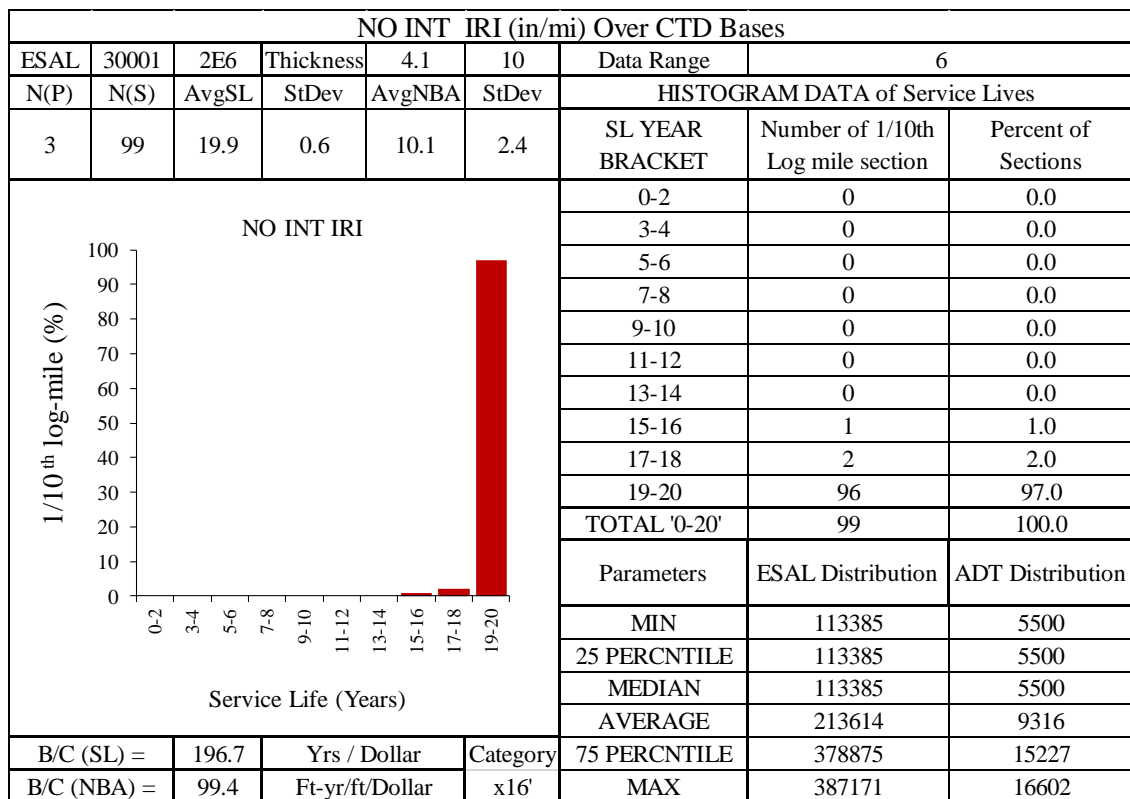 NO INT IRI (in/mi) Over CTD Bases
ESAL 30001 2E6 Thickness 4.1 10 Data Range 6
N(P) N(S) AvgSL StDev AvgNBA StDev HISTOGRAM DATA of Service Lives
3 99 19.9 0.6 10.1 2.4
SL YEAR BRACKET Number of 1/10th Log mile section Percent of Sections
0-2 0 0.0
3-4 0 0.0
5-6 0 0.0
7-8 0 0.0
9-10 0 0.0
11-12 0 0.0
13-14 0 0.0
15-16 1 1.0
17-18 2 2.0
19-20 96 97.0
TOTAL '0-20' 99 100.0
Parameters ESAL Distribution ADT Distribution
MIN 113385 5500
25 PERCNTILE 113385 5500
MEDIAN 113385 5500
AVERAGE 213614 9316
75 PERCNTILE 378875 15227
MAX 387171 16602
NO INT IRI
1/10 th log-mile (%)
100
90
80
70
60
50
40
30
20
10
0
0-2
3-4
5-6
7-8
9-10
11-12
13-14
15-16
17-18
19-20
Service Life (Years)
B/C (SL) = 196.7 Yrs / Dollar Category
B/C (NBA) = 99.4 Ft-yr/ft/Dollar x16'